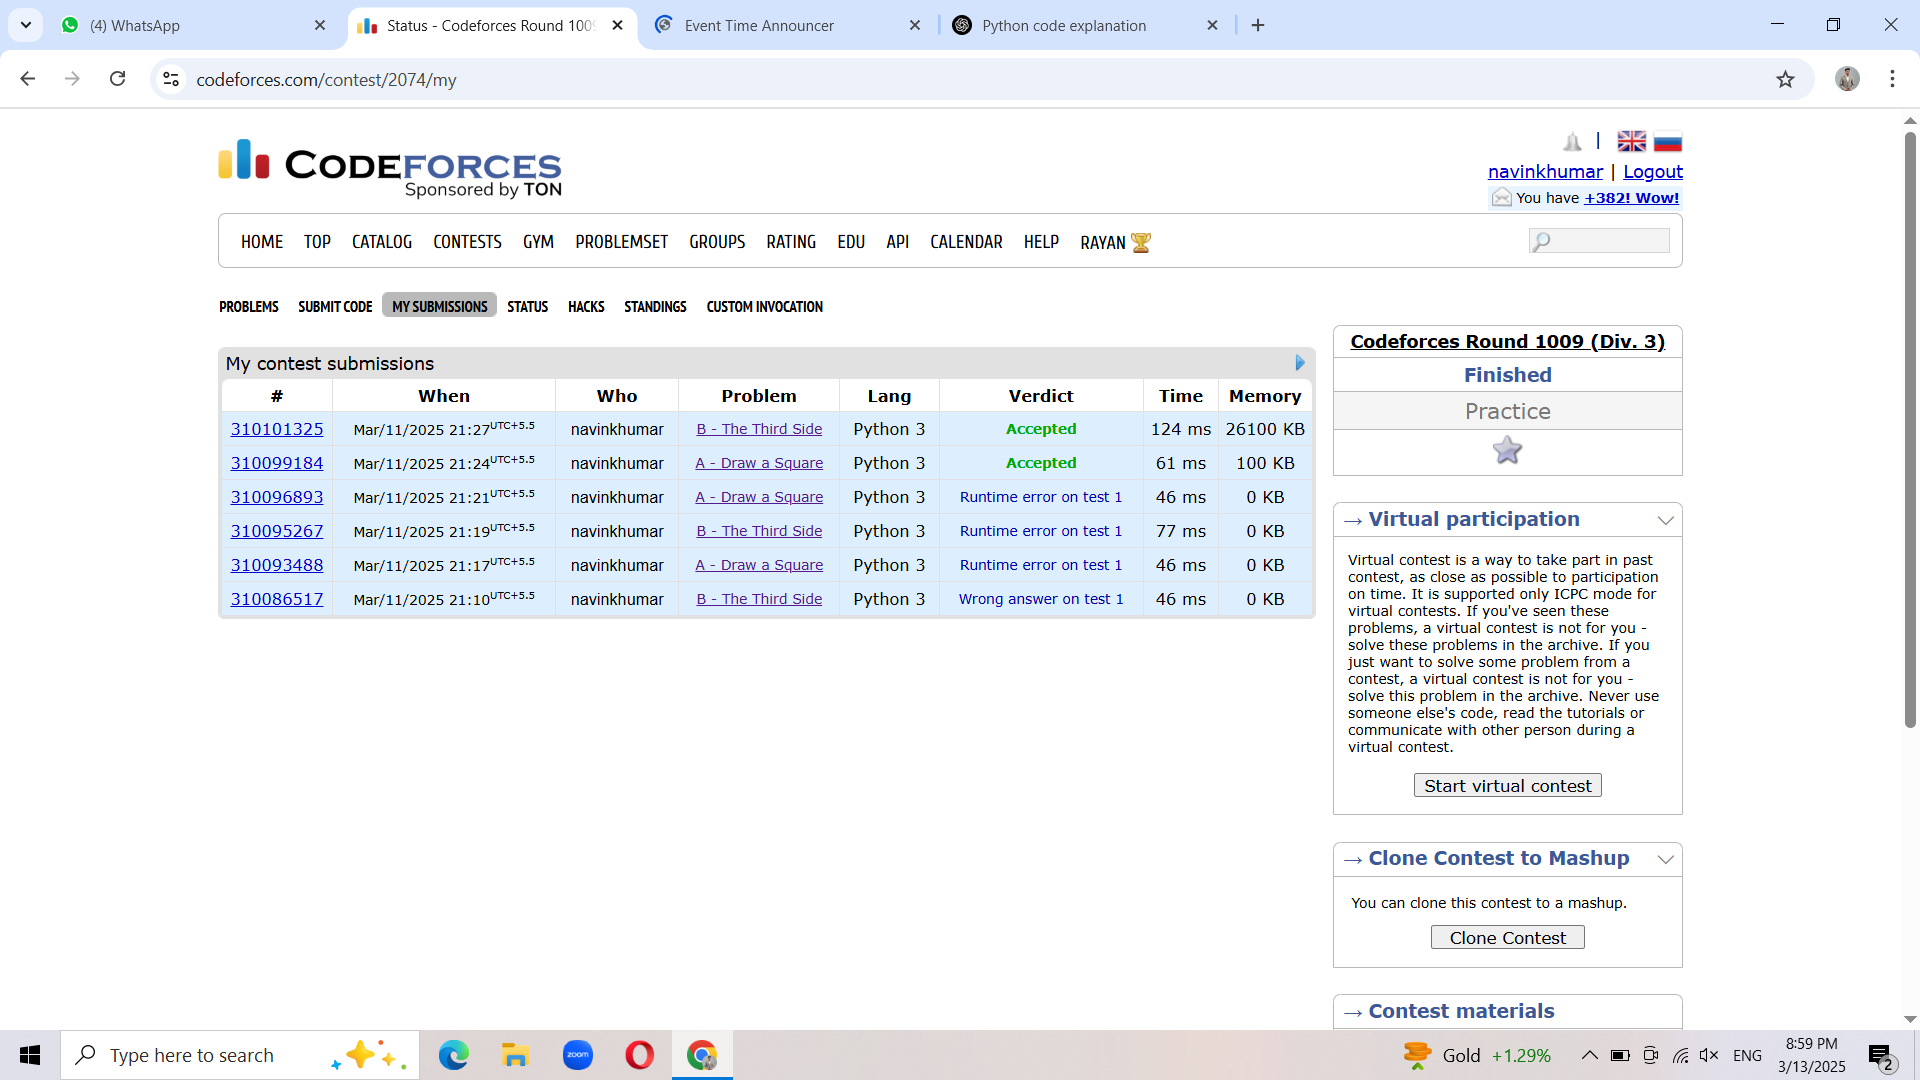 (4) WhatsApp
Status - Codeforces Round 1009
Event Time Announcer
Python code explanation
codeforces.com/contest/2074/my
CODEFORCES
Sponsored by TON
navinkhumar | Logout
You have +382! Wow!
HOME TOP CATALOG CONTESTS GYM PROBLEMSET GROUPS RATING EDU API CALENDAR HELP RAYAN
PROBLEMS SUBMIT CODE MY SUBMISSIONS STATUS HACKS STANDINGS CUSTOM INVOCATION
My contest submissions
# When Who Problem Lang Verdict Time Memory
310101325 Mar/11/2025 21:27UTC+5.5 navinkhumar B - The Third Side Python 3 Accepted 124 ms 26100 KB
310099184 Mar/11/2025 21:24UTC+5.5 navinkhumar A - Draw a Square Python 3 Accepted 61 ms 100 KB
310096893 Mar/11/2025 21:21UTC+5.5 navinkhumar A - Draw a Square Python 3 Runtime error on test 1 46 ms 0 KB
310095267 Mar/11/2025 21:19UTC+5.5 navinkhumar B - The Third Side Python 3 Runtime error on test 1 77 ms 0 KB
310093488 Mar/11/2025 21:17UTC+5.5 navinkhumar A - Draw a Square Python 3 Runtime error on test 1 46 ms 0 KB
310086517 Mar/11/2025 21:10UTC+5.5 navinkhumar B - The Third Side Python 3 Wrong answer on test 1 46 ms 0 KB
Codeforces Round 1009 (Div. 3)
Finished
Practice
→ Virtual participation
Virtual contest is a way to take part in past
contest, as close as possible to participation
on time. It is supported only ICPC mode for
virtual contests. If you've seen these
problems, a virtual contest is not for you -
solve these problems in the archive. If you
just want to solve some problem from a
contest, a virtual contest is not for you -
solve this problem in the archive. Never use
someone else's code, read the tutorials or
communicate with other person during a
virtual contest.
Start virtual contest
→ Clone Contest to Mashup
You can clone this contest to a mashup.
Clone Contest
→ Contest materials
Type here to search
zoom
Gold +1.29%
ENG
8:59 PM
3/13/2025
2